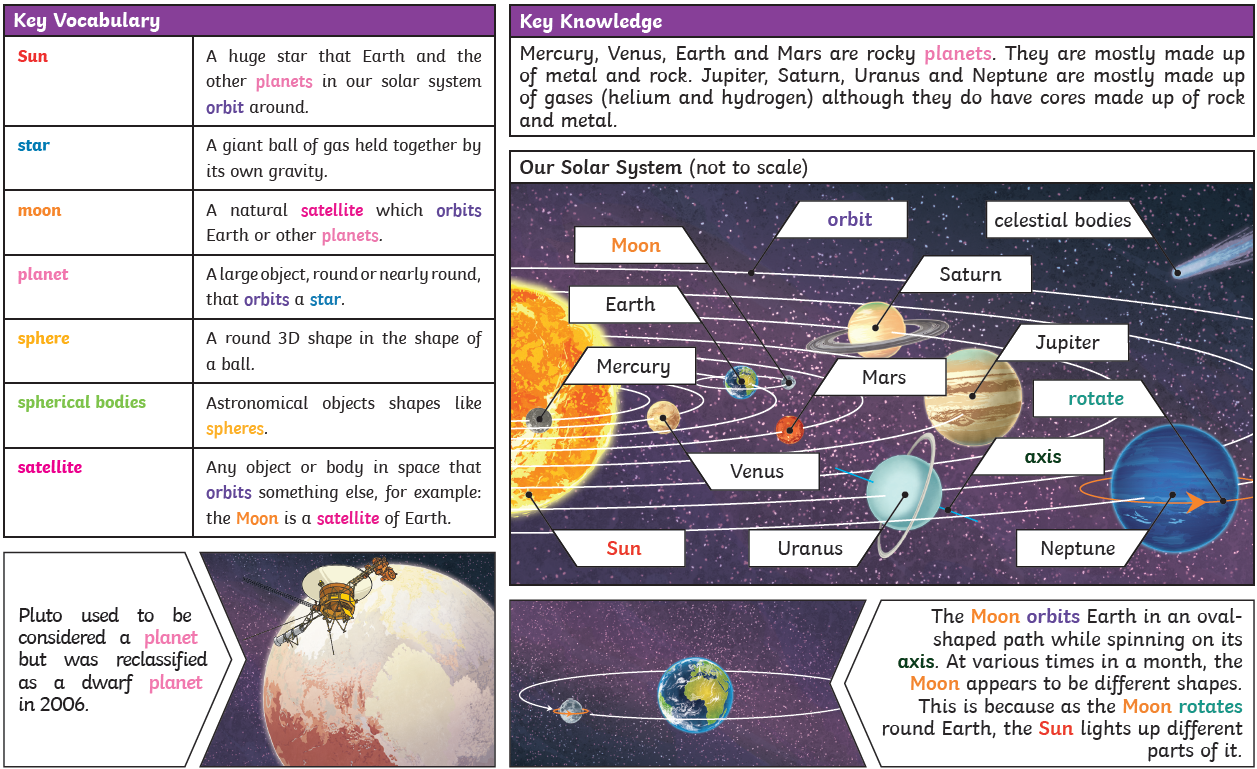 Key Vocabulary
Sun
A huge star that Earth and the
other planets in our solar system
orbit around.
star
A giant ball of gas held together by
its own gravity.
moon
A natural satellite which orbits
Earth or other planets.
planet
A large object, round or nearly round,
that orbits a star.
sphere
A round 3D shape in the shape of
a ball.
spherical bodies
Astronomical objects shapes like
spheres.
satellite
Any object or body in space that
orbits something else, for example:
the Moon is a satellite of Earth.
Pluto used to be
considered a planet
but was reclassified
as a dwarf planet
in 2006.
Key Knowledge
Mercury, Venus, Earth and Mars are rocky planets. They are mostly made up
of metal and rock. Jupiter, Saturn, Uranus and Neptune are mostly made up
of gases (helium and hydrogen) although they do have cores made up of rock
and metal.
Our Solar System (not to scale)
orbit
celestial bodies
Moon
Saturn
Earth
Jupiter
Mercury
Mars
rotate
axis
Venus
Sun
Uranus
Neptune
The Moon orbits Earth in an oval-
shaped path while spinning on its
axis. At various times in a month, the
Moon appears to be different shapes.
This is because as the Moon rotates
round Earth, the Sun lights up different
parts of it.